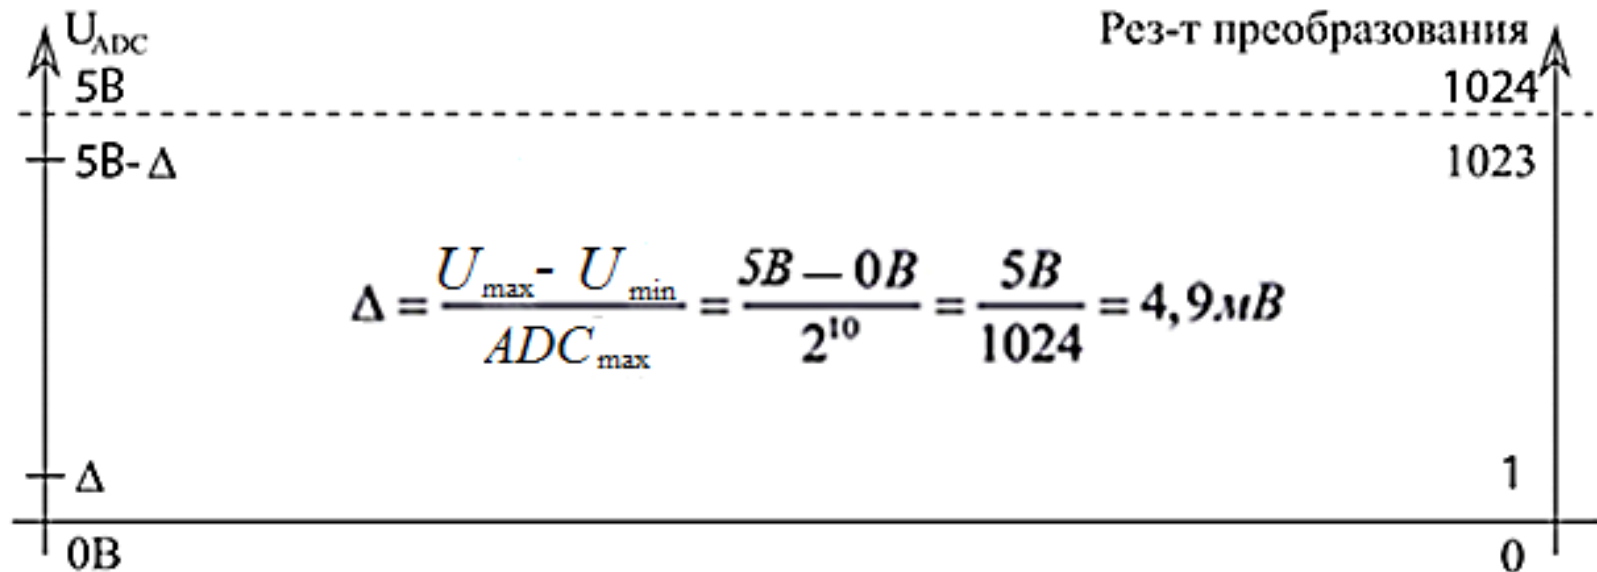 U_ADC Рез-т преобразования
5В 1024
5В-Δ 1023
Δ = (U_max - U_min) / ADC_max = (5В – 0В) / 2^10 = 5В / 1024 = 4,9мВ
Δ 1
0В 0